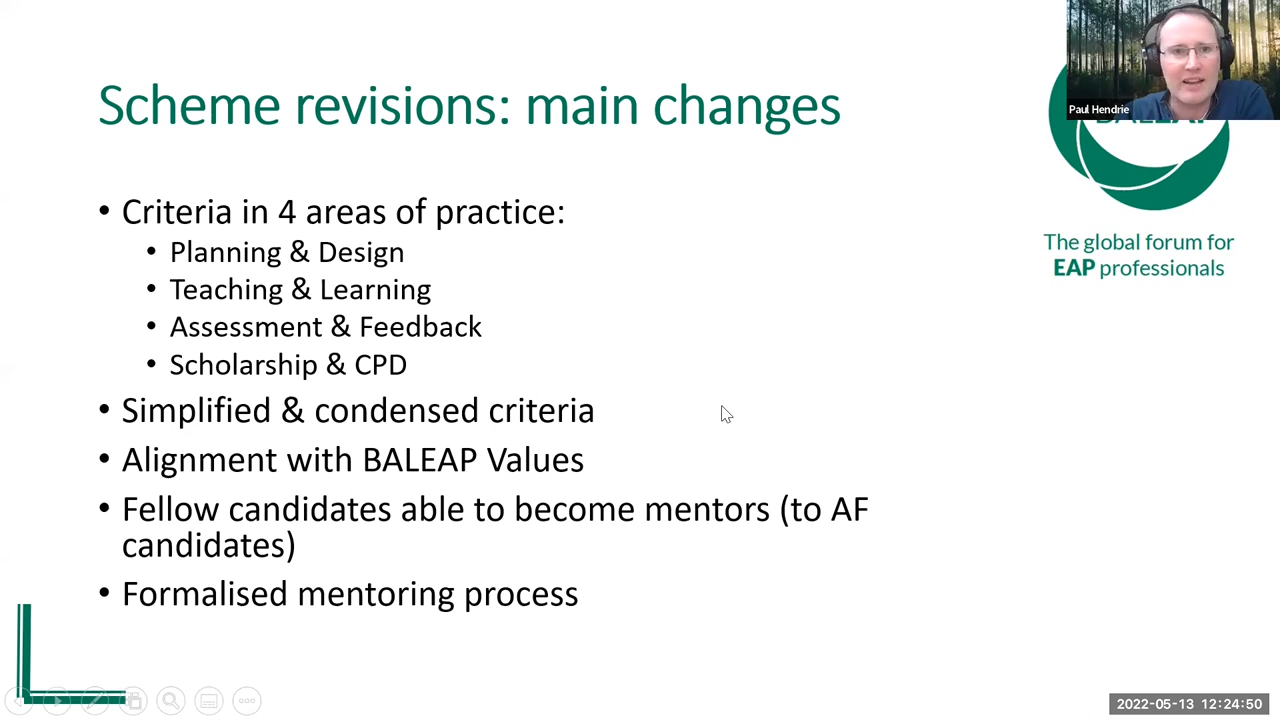 Scheme revisions: main changes
Paul Hendrie
• Criteria in 4 areas of practice:
• Planning & Design
• Teaching & Learning
• Assessment & Feedback
• Scholarship & CPD
• Simplified & condensed criteria
• Alignment with BALEAP Values
• Fellow candidates able to become mentors (to AF
candidates)
• Formalised mentoring process
The global forum for
EAP professionals
2022-05-13 12:24:50